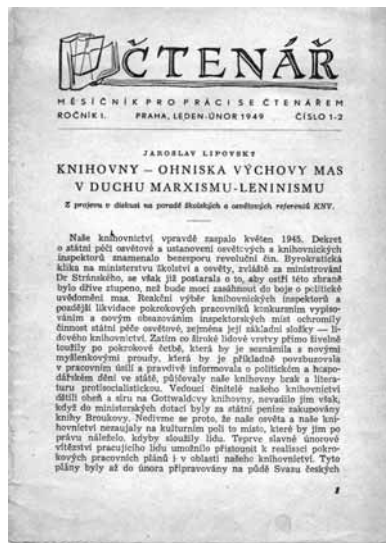 ČTENÁŘ
MĚSÍČNÍK PRO PRÁCI SE ČTENÁŘEM
ROČNÍK I. PRAHA, LEDEN-ÚNOR 1949 ČÍSLO 1-2
JAROSLAV LIPOVSKÝ
KNIHOVNY – OHNISKA VÝCHOVY MAS
V DUCHU MARXISMU-LENINISMU
Z projevu v diskusi na poradě školských a osvětových referentů KNV.
Naše knihovnictví vpravdě zaspalo květen 1945. Dekret
o státní péči osvětové a ustanovení osvětových a knihovnických
inspektorů znamenalo bezesporu revoluční čin. Byrokratická
klika na ministerstvu školství a osvěty, zvláště za ministrování
Dr Stránského, se však již postarala o to, aby ostří této zbraně
bylo dříve ztupeno, než bude moci zasáhnout do boje o politické
uvědomění mas. Reakční výběr knihovnických inspektorů a
pozdější likvidace pokrokových pracovníků konkursním vypiso-
váním a novým obsazováním inspektorských míst ochromily
činnost státní péče osvětové, zejména její základní složky — li-
dového knihovnictví. Zatím co široké lidové vrstvy přímo živelně
toužily po pokrokové četbě, která by je seznámila s novými
myšlenkovými proudy, která by je příkladně povzbuzovala
v pracovním úsilí a pravdivě informovala o politickém a hospo-
dářském dění ve státě, půjčovaly naše knihovny brak a litera-
turu protisocialistickou. Vedoucí činitelé našeho knihovnictví
dštili oheň a síru na Gottwaldovy knihovny, nevadilo jim však,
když do ministerských dotací byly za státní peníze zakupovány
knihy Broukovy. Nedivme se proto, že naše osvěta a naše kni-
hovnictví nezaujaly na kulturním poli to místo, které by jim po
právu náleželo, kdyby sloužily lidu. Teprve slavné únorové
vítězství pracujícího lidu umožnilo přistoupit k realisaci pokro-
kových pracovních plánů i v oblasti našeho knihovnictví. Tyto
plány byly až do února připravovány na půdě Svazu českých
1